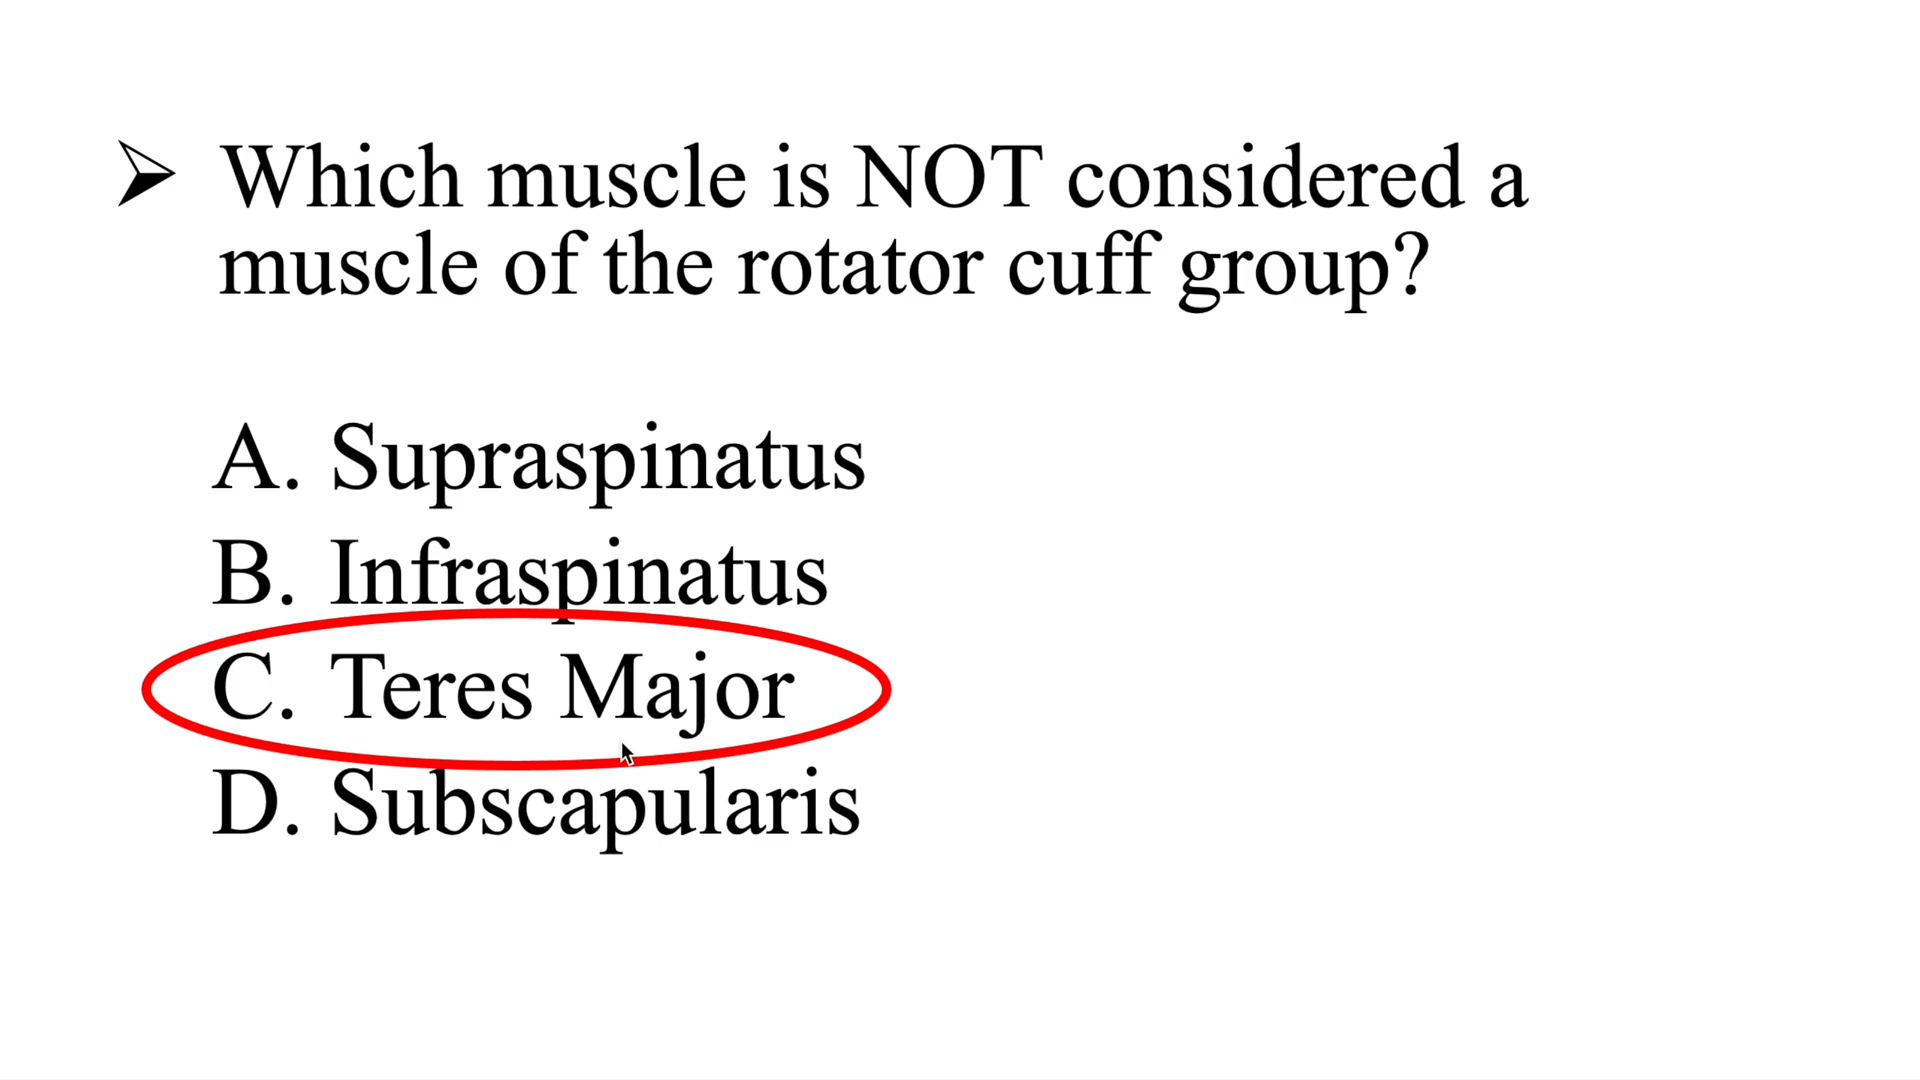 ➢ Which muscle is NOT considered a
muscle of the rotator cuff group?
A. Supraspinatus
B. Infraspinatus
C. Teres Major
D. Subscapularis